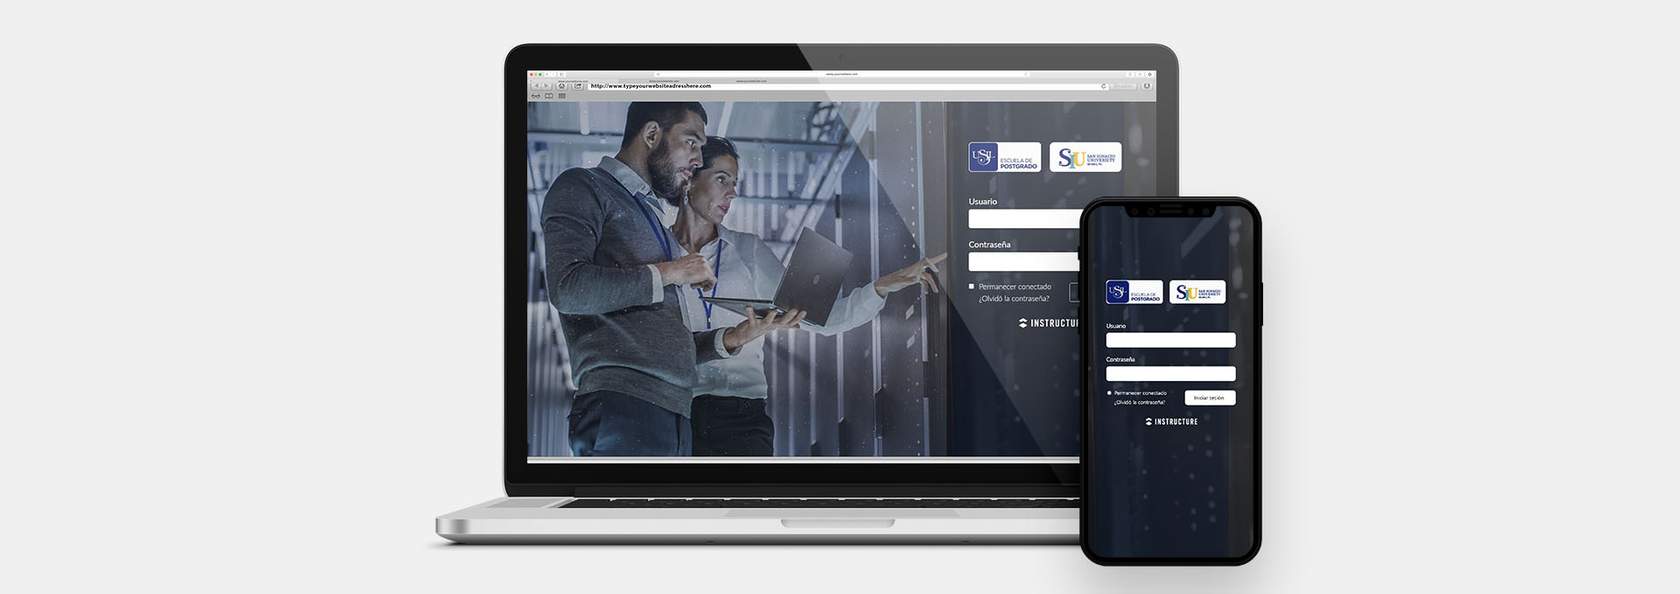 http://www.typeyourwebsiteadresshere.com
USIL
ESCUELA DE
POSTGRADO
SIU
SAN IGNACIO
UNIVERSITY
Usuario
Contraseña
Permanecer conectado
¿Olvidó la contraseña?
INSTRUCTU
USIL
ESCUELA DE
POSTGRADO
SIU
SAN IGNACIO
UNIVERSITY
Usuario
Contraseña
Permanecer conectado
¿Olvidó la contraseña?
Iniciar sesión
INSTRUCTURE